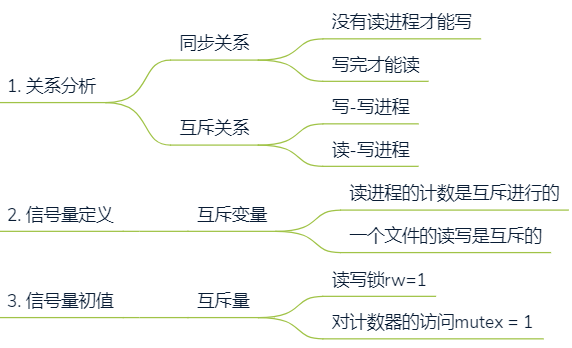 1. 关系分析
同步关系
没有读进程才能写
写完才能读
互斥关系
写-写进程
读-写进程
2. 信号量定义
互斥变量
读进程的计数是互斥进行的
一个文件的读写是互斥的
3. 信号量初值
互斥量
读写锁rw=1
对计数器的访问mutex = 1